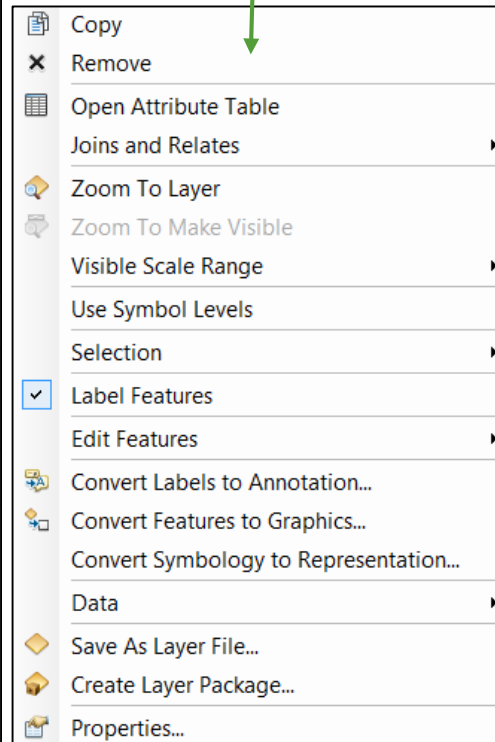 Copy
Remove
Open Attribute Table
Joins and Relates
Zoom To Layer
Zoom To Make Visible
Visible Scale Range
Use Symbol Levels
Selection
Label Features
Edit Features
Convert Labels to Annotation...
Convert Features to Graphics...
Convert Symbology to Representation...
Data
Save As Layer File...
Create Layer Package...
Properties...